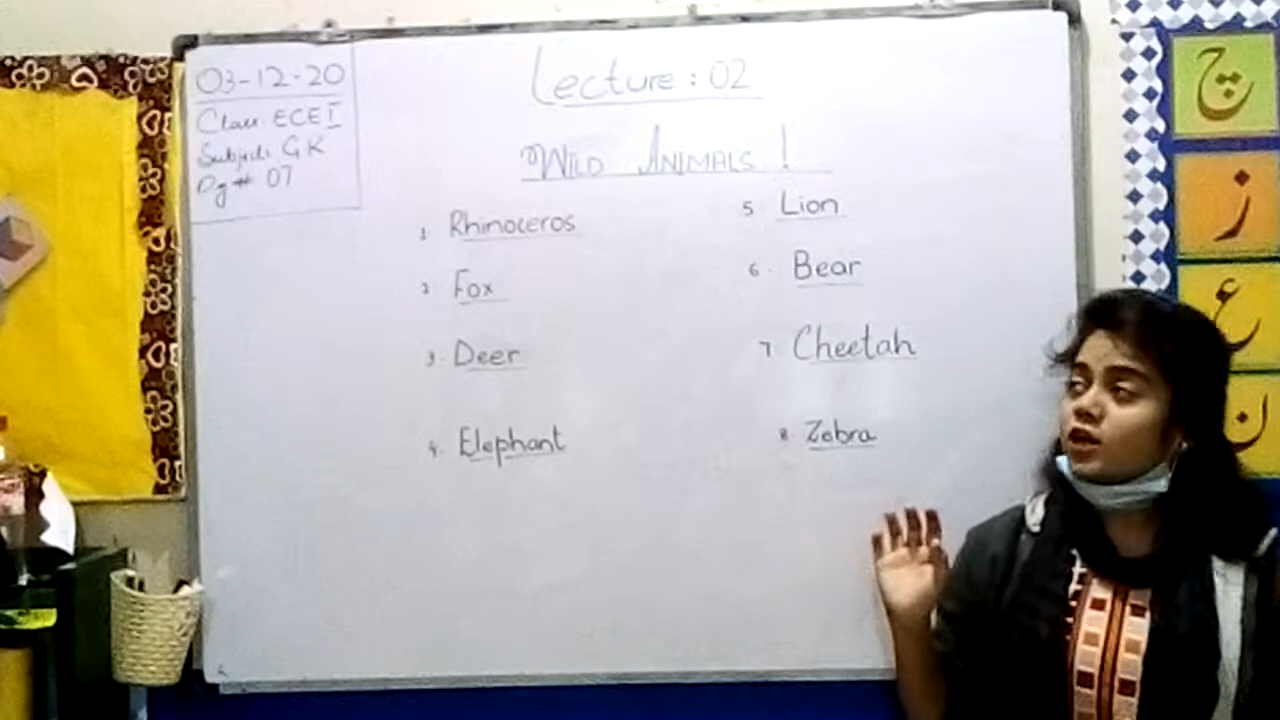 03-12-20
Class: ECE I
Subject: GK
Pg # 07
Lecture : 02
WILD ANIMALS !
1 Rhinoceros
2 Fox
3 Deer
4. Elephant
5 Lion
6. Bear
7 Cheetah
8. Zebra
چ
ز
ع
ن